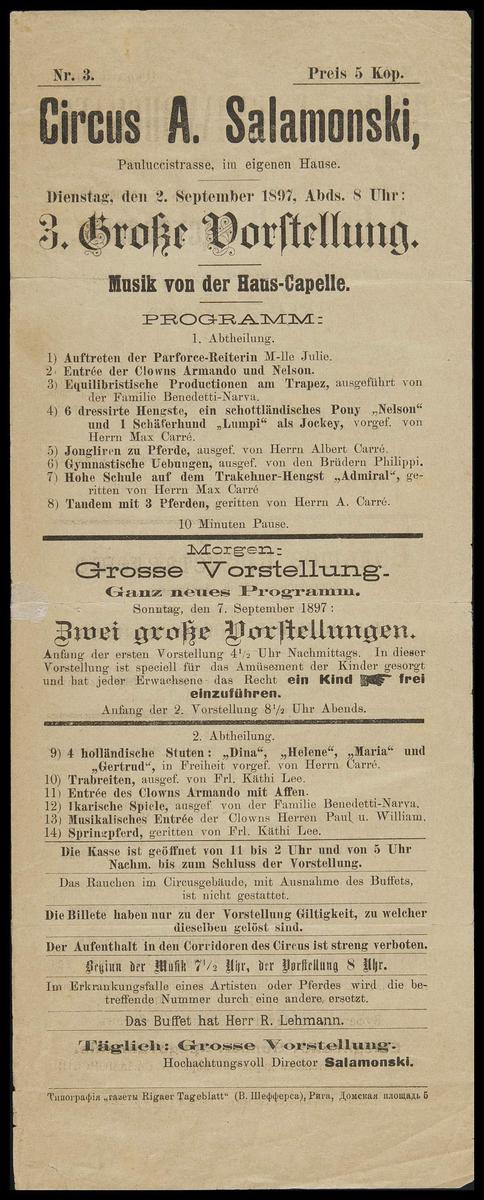 Nr. 3.
Preis 5 Kop.
Circus A. Salamonski,
Pauluccistrasse, im eigenen Hause.
Dienstag, den 2. September 1897, Abds. 8 Uhr:
3. Große Vorstellung.
Musik von der Haus-Capelle.
PROGRAMM:
1. Abtheilung.
1) Auftreten der Parforce-Reiterin M-lle Julie.
2· Entrée der Clowns Armando und Nelson.
3) Equilibristische Productionen am Trapez, ausgeführt von
der Familie Benedetti-Narva.
4) 6 dressirte Hengste, ein schottländisches Pony „Nelson“
und 1 Schäferhund „Lumpi“ als Jockey, vorgef. von
Herrn Max Carré.
5) Jongliren zu Pferde, ausgef. von Herrn Albert Carré.
6) Gymnastische Uebungen, ausgef. von den Brüdern Philippi.
7) Hohe Schule auf dem Trakehner-Hengst „Admiral“, ge-
ritten von Herrn Max Carré
8) Tandem mit 3 Pferden, geritten von Herrn A. Carré.
10 Minuten Pause.
Morgen:
Grosse Vorstellung.
Ganz neues Programm.
Sonntag, den 7. September 1897:
Zwei große Vorstellungen.
Anfang der ersten Vorstellung 4½ Uhr Nachmittags. In dieser
Vorstellung ist speciell für das Amüsement der Kinder gesorgt
und hat jeder Erwachsene das Recht ein Kind frei
einzuführen.
Anfang der 2. Vorstellung 8½ Uhr Abends.
2. Abtheilung.
9) 4 holländische Stuten: „Dina“, „Helene“, „Maria“ und
„Gertrud“, in Freiheit vorgef. von Herrn Carré.
10) Trabreiten, ausgef. von Frl. Käthi Lee.
11) Entrée des Clowns Armando mit Affen.
12) Ikarische Spiele, ausgef von der Familie Benedetti-Narva.
13) Musikalisches Entrée der Clowns Herren Paul u. William.
14) Springpferd, geritten von Frl. Käthi Lee.
Die Kasse ist geöffnet von 11 bis 2 Uhr und von 5 Uhr
Nachm. bis zum Schluss der Vorstellung.
Das Rauchen im Circusgebäude, mit Ausnahme des Buffets,
ist nicht gestattet.
Die Billete haben nur zu der Vorstellung Giltigkeit, zu welcher
dieselben gelöst sind.
Der Aufenthalt in den Corridoren des Circus ist streng verboten.
Beginn der Musik 7½ Uhr, der Vorstellung 8 Uhr.
Im Erkrankungsfalle eines Artisten oder Pferdes wird die be-
treffende Nummer durch eine andere ersetzt.
Das Buffet hat Herr R. Lehmann.
Täglich: Grosse Vorstellung.
Hochachtungsvoll Director Salamonski.
Типографія „газеты Rigaer Tageblatt“ (В. Шефферса), Рига, Домская площадь 5